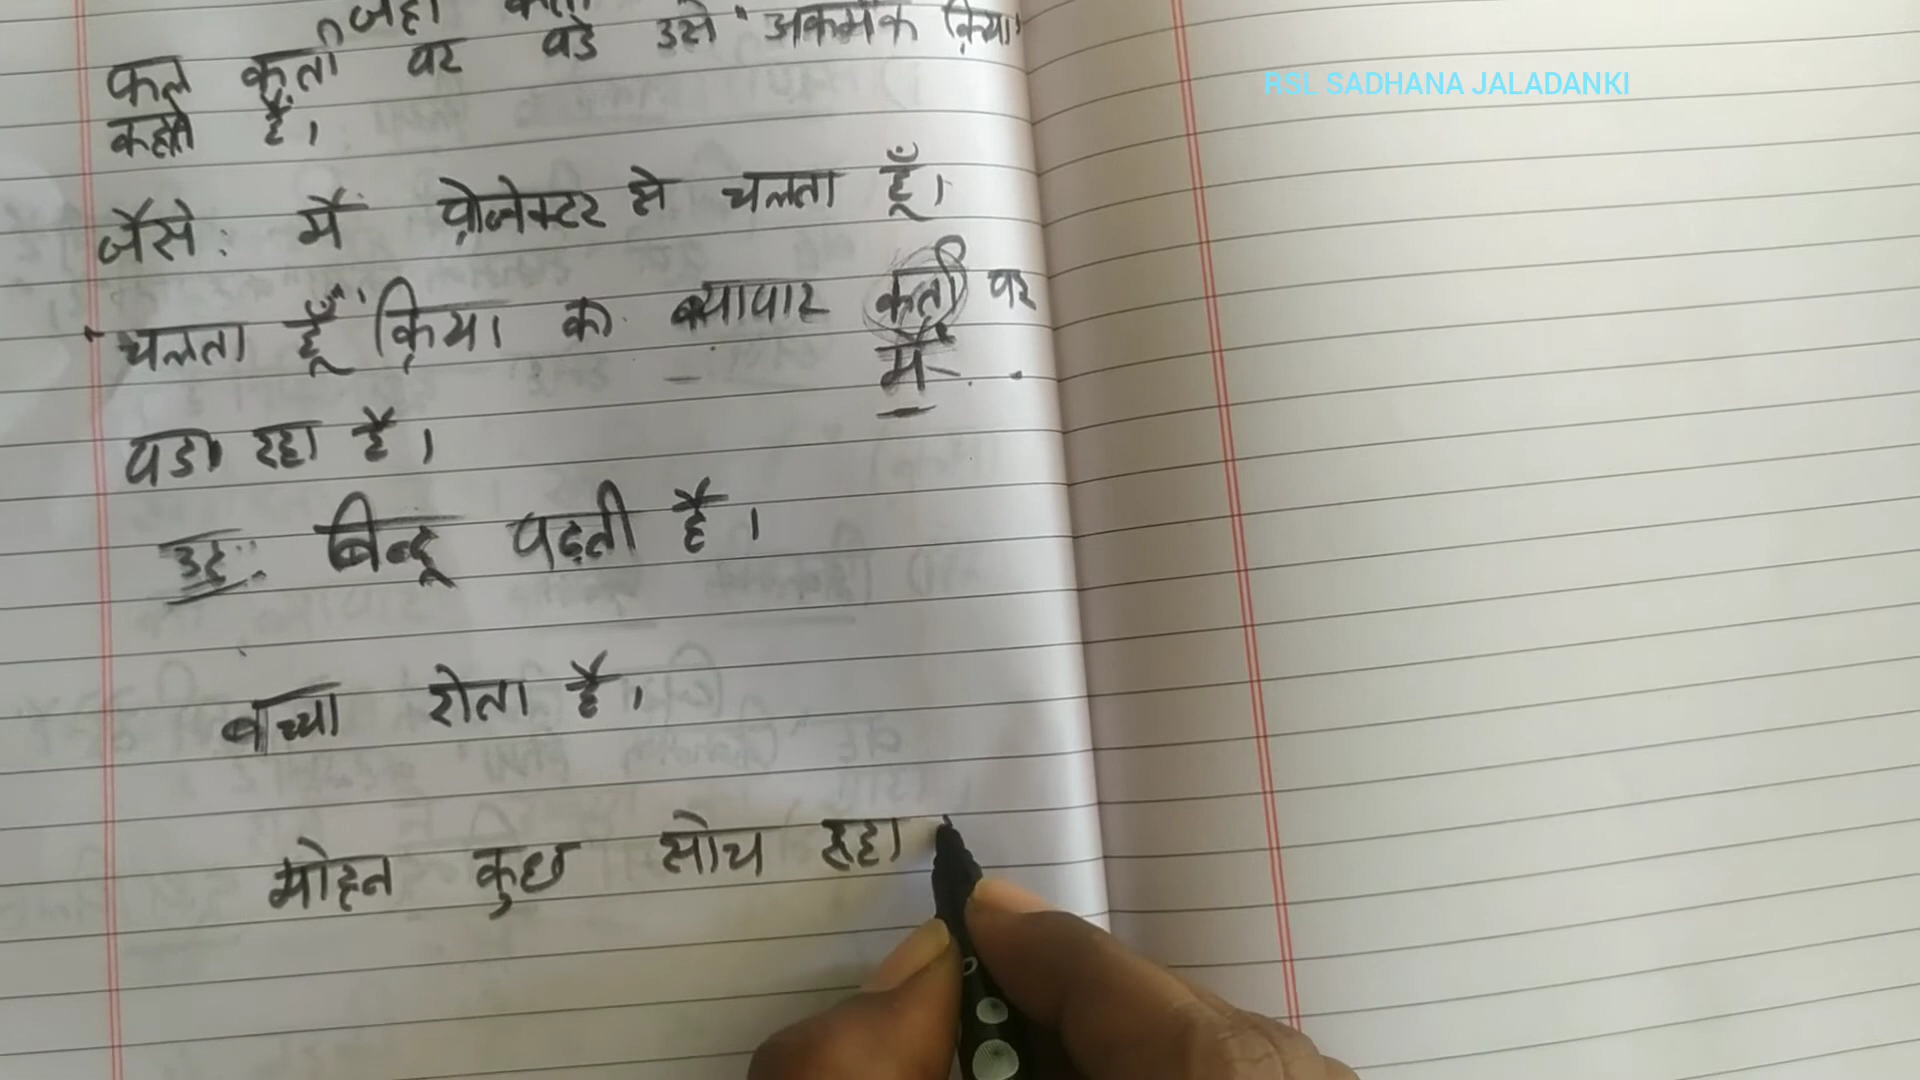 जहाँ
फल कर्ता पर पडे उसे "अकर्मक क्रिया"
कहते हैं।
RSL SADHANA JALADANKI
जैसे: मैं प्रोजेक्टर से चलता हूँ।
"चलता हूँ" क्रिया का व्यापार कर्ता पर
मैं
पडा रहा है।
उदः बिन्दू पढ़ती है।
बच्चा रोता है।
मोहन कुछ सोच रहा